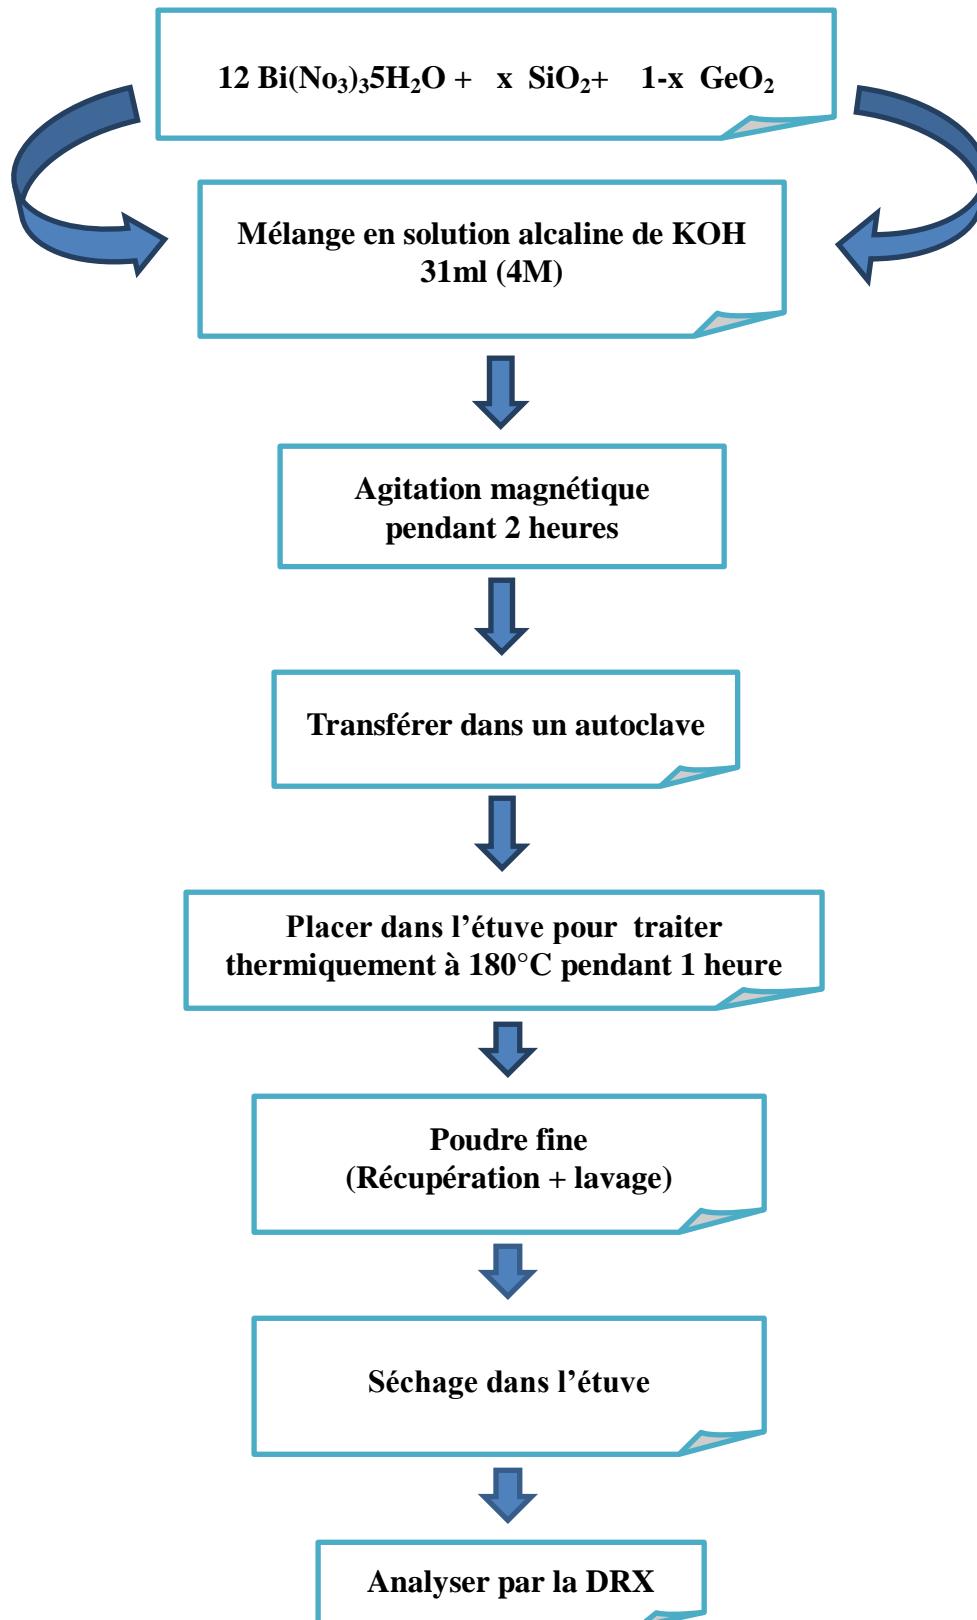 12 Bi(No₃)₃5H₂O + x SiO₂+ 1-x GeO₂
Mélange en solution alcaline de KOH
31ml (4M)
Agitation magnétique
pendant 2 heures
Transférer dans un autoclave
Placer dans l’étuve pour traiter
thermiquement à 180°C pendant 1 heure
Poudre fine
(Récupération + lavage)
Séchage dans l’étuve
Analyser par la DRX